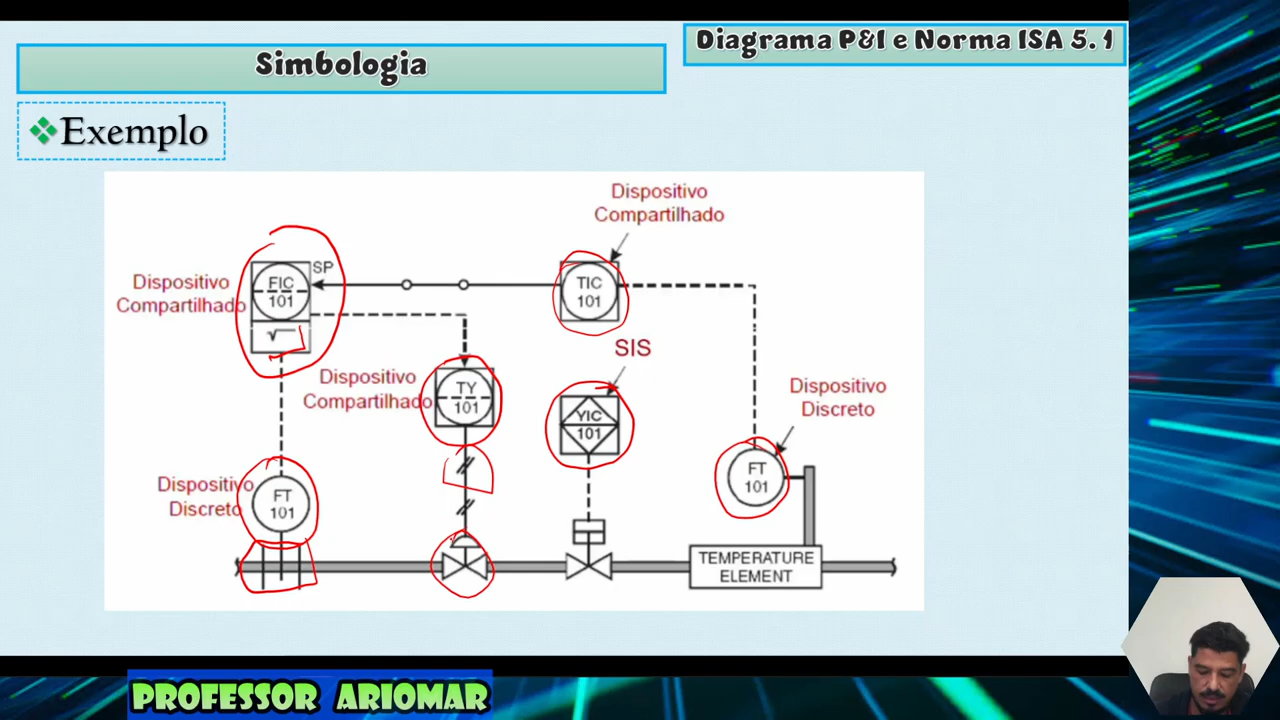 Simbologia
Diagrama P&I e Norma ISA 5.1
Exemplo
Dispositivo
Compartilhado
Dispositivo
Compartilhado
FIC
101
SP
√
TIC
101
SIS
Dispositivo
Compartilhado
TY
101
YIC
101
Dispositivo
Discreto
Dispositivo
Discreto
FT
101
FT
101
TEMPERATURE
ELEMENT
PROFESSOR ARIOMAR